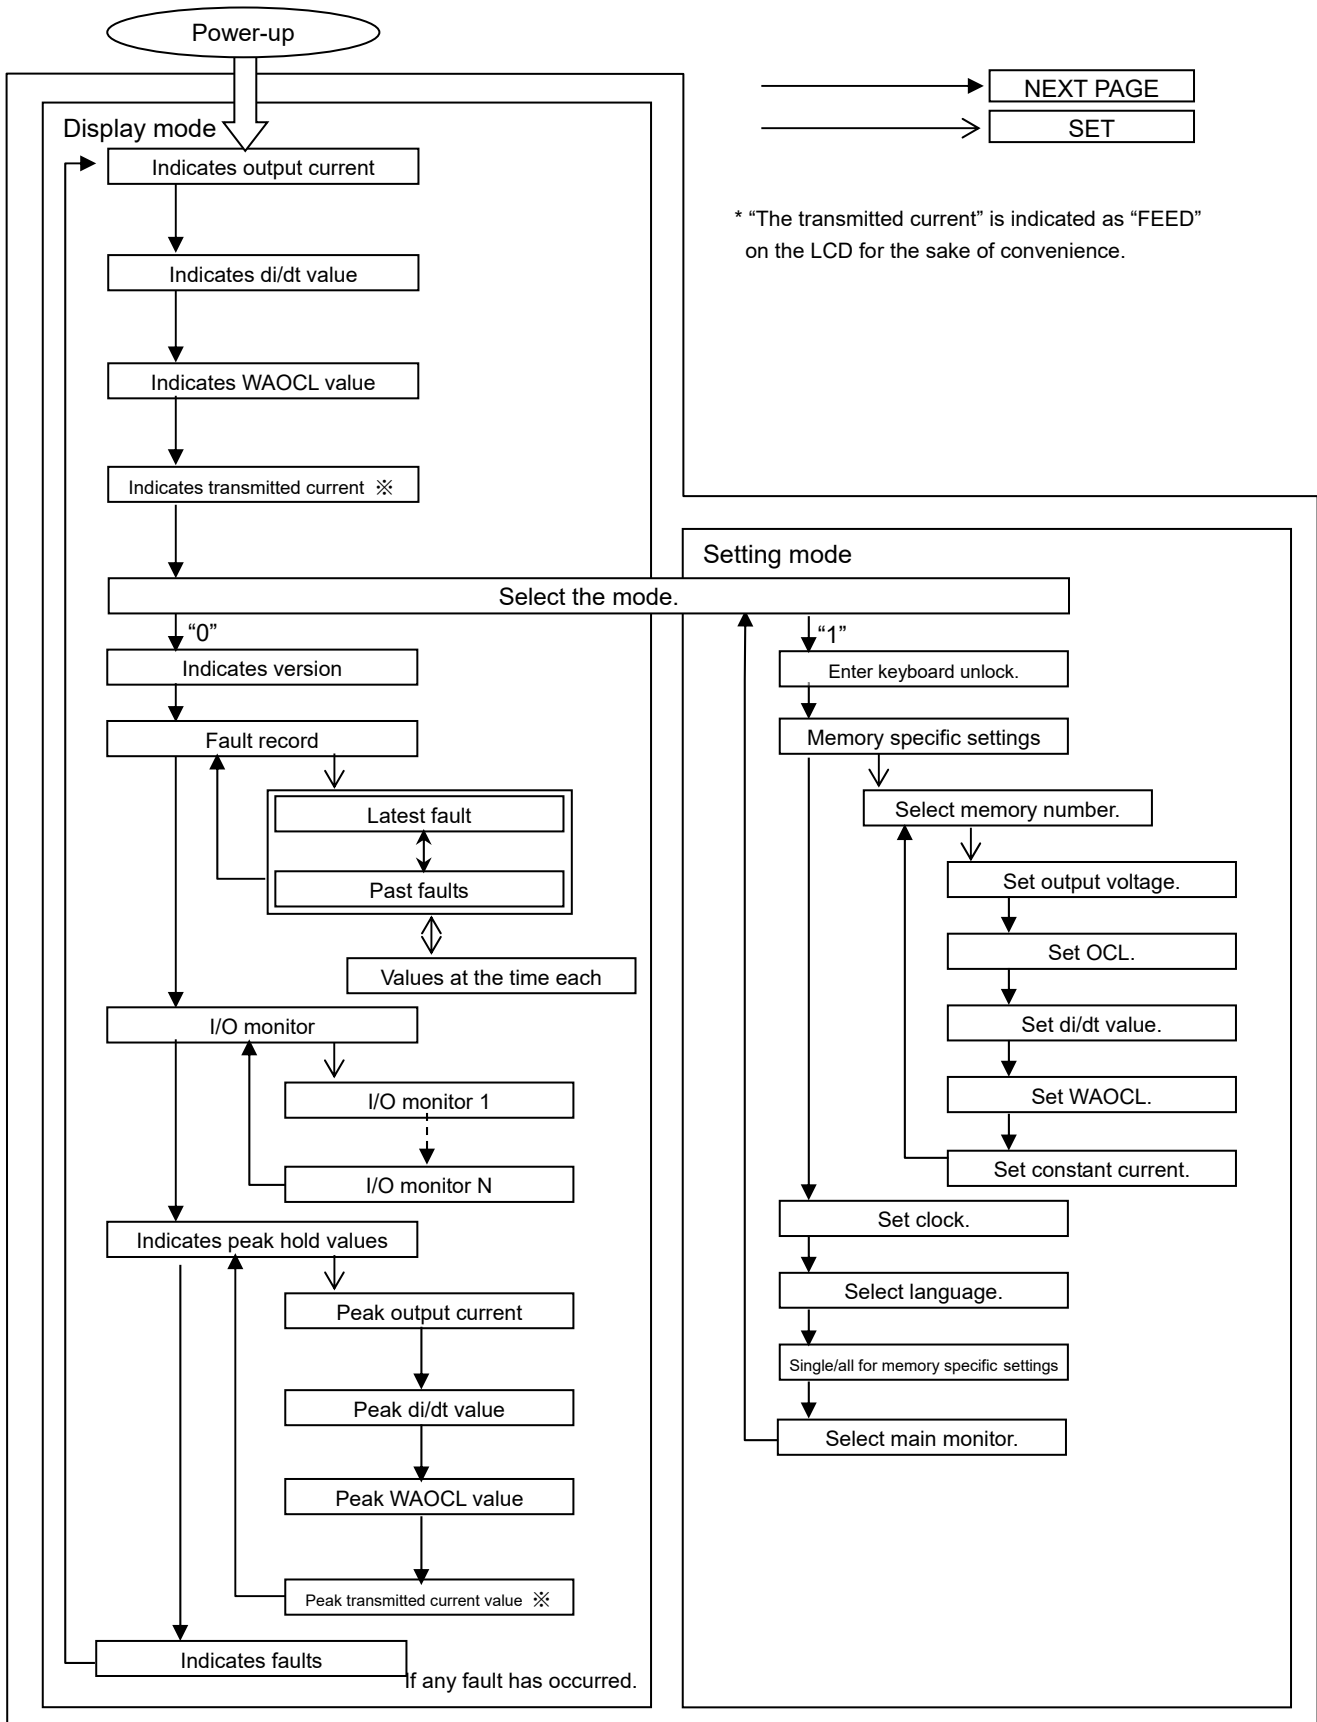 Power-up
NEXT PAGE
SET
* “The transmitted current” is indicated as “FEED”
on the LCD for the sake of convenience.
Display mode
Indicates output current
Indicates di/dt value
Indicates WAOCL value
Indicates transmitted current ※
Setting mode
Select the mode.
“0”
Indicates version
Fault record
Latest fault
Past faults
Values at the time each
I/O monitor
I/O monitor 1
I/O monitor N
Indicates peak hold values
Peak output current
Peak di/dt value
Peak WAOCL value
Peak transmitted current value ※
Indicates faults
If any fault has occurred.
“1”
Enter keyboard unlock.
Memory specific settings
Select memory number.
Set output voltage.
Set OCL.
Set di/dt value.
Set WAOCL.
Set constant current.
Set clock.
Select language.
Single/all for memory specific settings
Select main monitor.